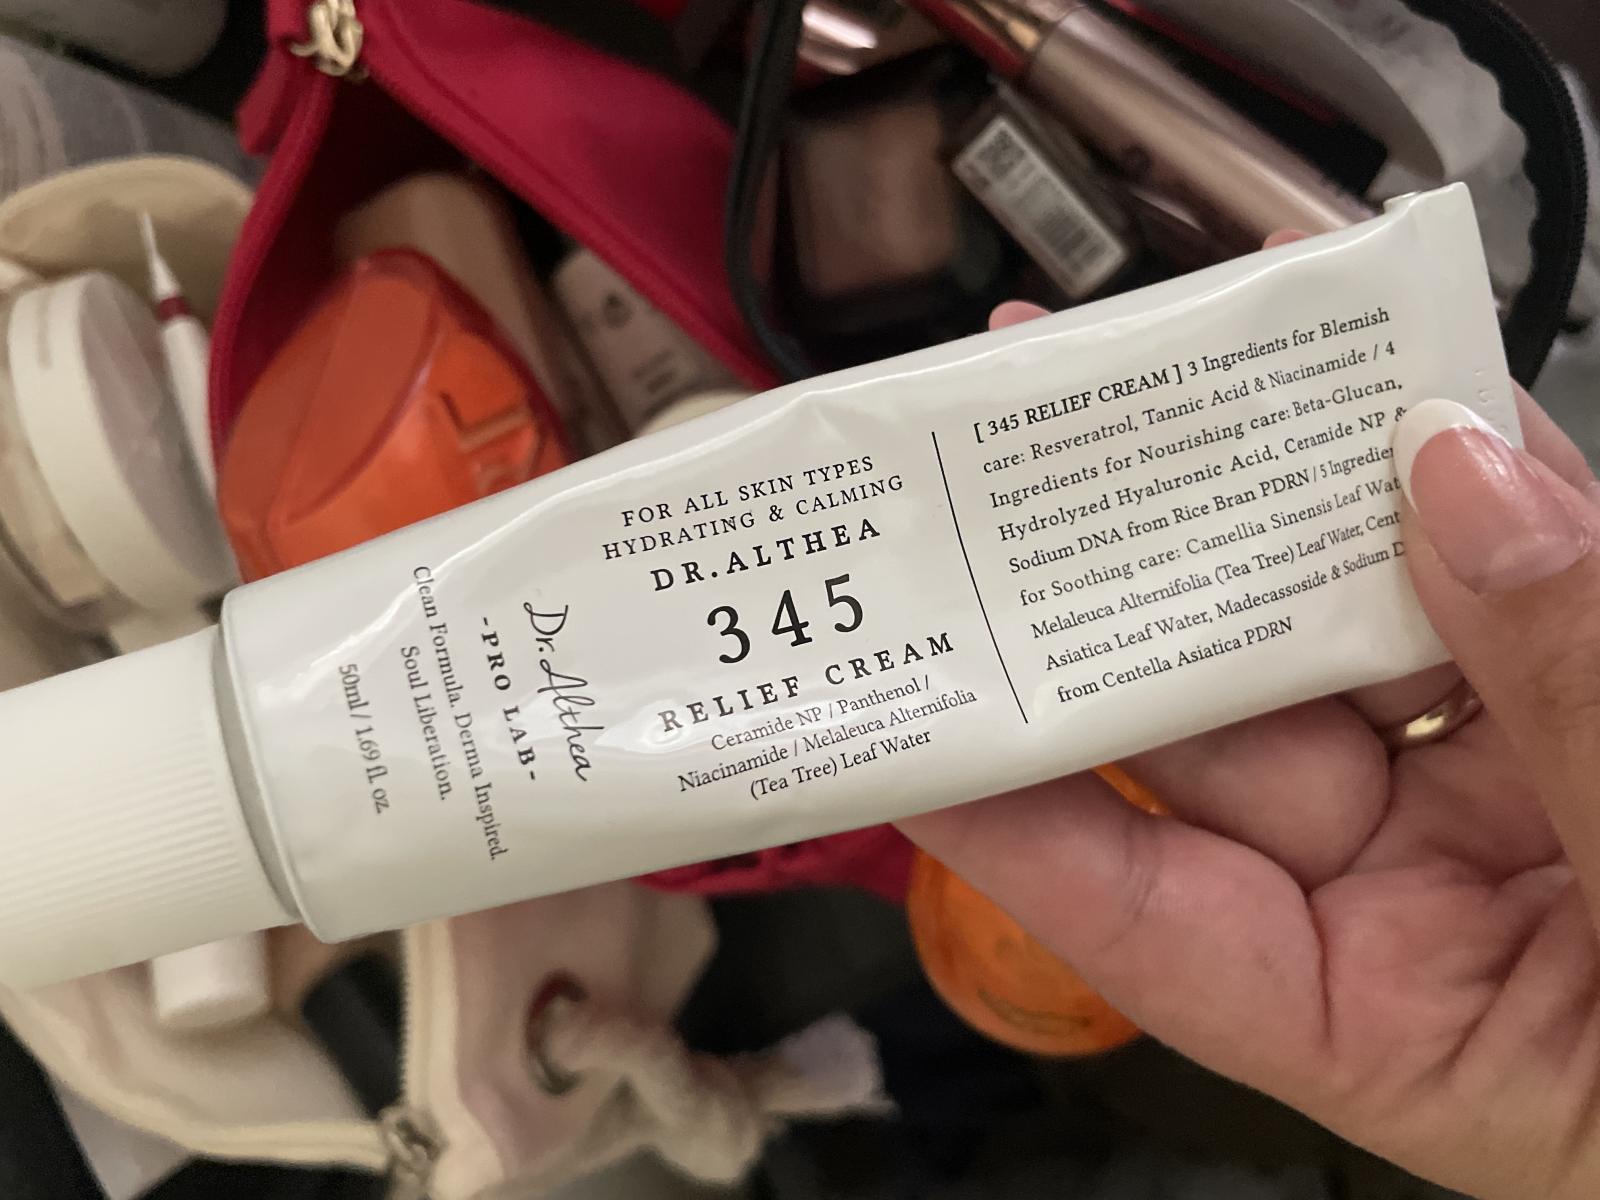 FOR ALL SKIN TYPES
HYDRATING & CALMING
DR.ALTHEA
345
RELIEF CREAM
Ceramide NP / Panthenol /
Niacinamide / Melaleuca Alternifolia
(Tea Tree) Leaf Water
[ 345 RELIEF CREAM ] 3 Ingredients for Blemish
care: Resveratrol, Tannic Acid & Niacinamide / 4
Ingredients for Nourishing care: Beta-Glucan,
Hydrolyzed Hyaluronic Acid, Ceramide NP &
Sodium DNA from Rice Bran PDRN / 5
for Soothing care: Camellia Sinensis Leaf
Melaleuca Alternifolia (Tea Tree) Leaf Water,
Asiatica Leaf Water, Madecassoside & Sodium
from Centella Asiatica PDRN
Dr.Althea
-PRO LAB-
Clean Formula. Derma Inspired.
Soul Liberation.
50ml / 1.69 fl. oz.